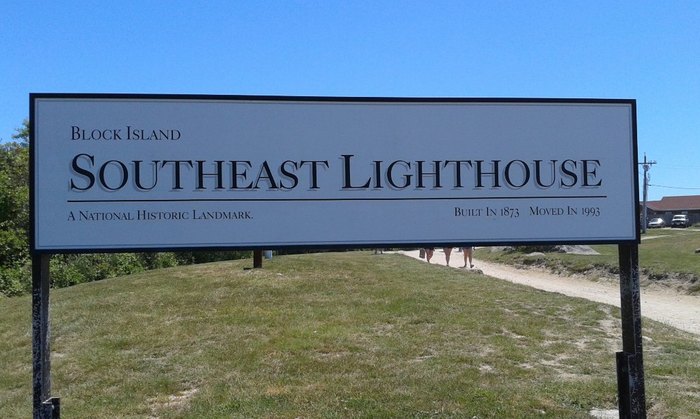 Block Island
Southeast Lighthouse
A National Historic Landmark. Built In 1873 Moved In 1993